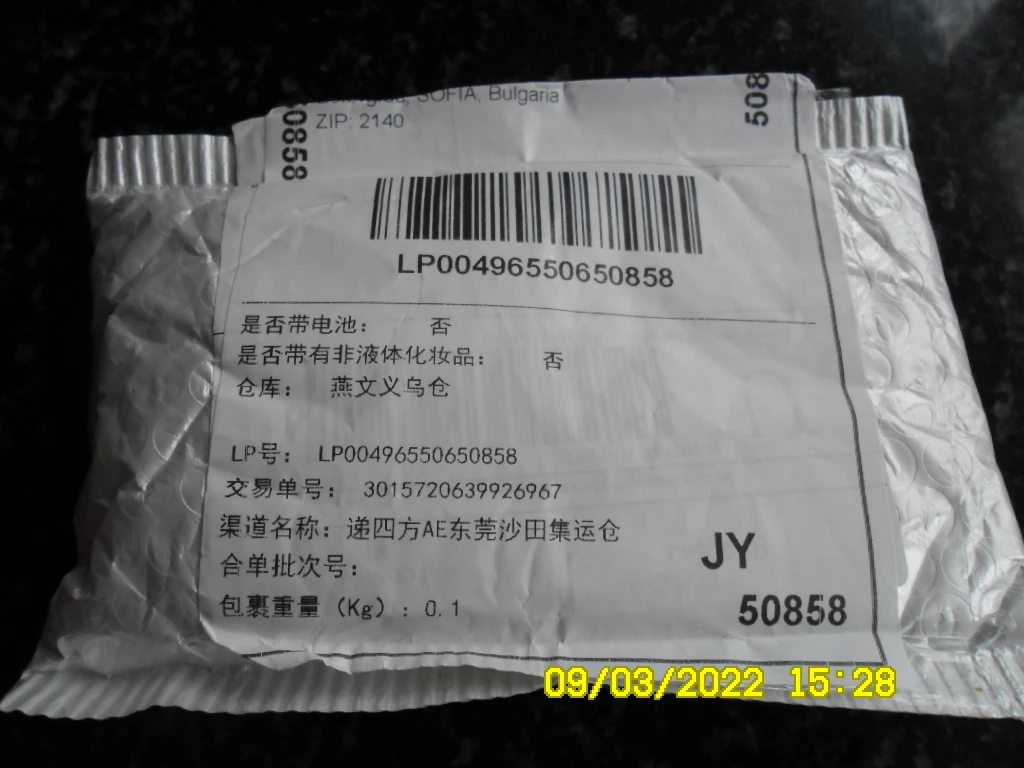 SOFIA, Bulgaria
ZIP: 2140
50858
508
LP00496550650858
是否带电池： 否
是否带有非液体化妆品： 否
仓库： 燕文义乌仓
LP号： LP00496550650858
交易单号： 3015720639926967
渠道名称：递四方AE东莞沙田集运仓
合单批次号：
包裹重量（Kg）：0.1
JY
50858
09/03/2022 15:28